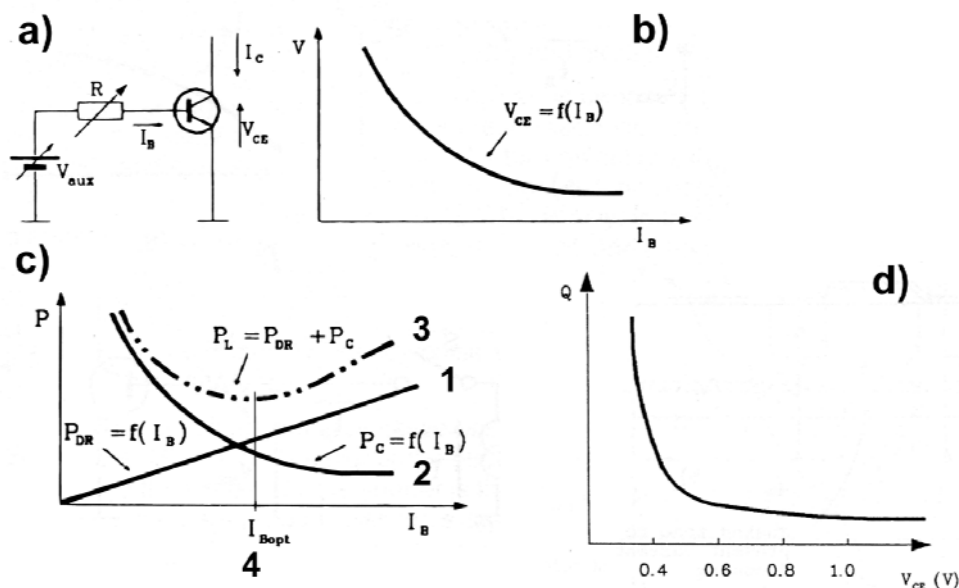 a)
I_C
R
I_B
V_CE
V_aux
b)
V
V_CE = f(I_B)
I_B
c)
P
P_L = P_DR + P_C
3
1
P_DR = f(I_B)
P_C = f(I_B)
2
I_Bopt
I_B
4
d)
Q
0.4 0.6 0.8 1.0
V_CE (V)